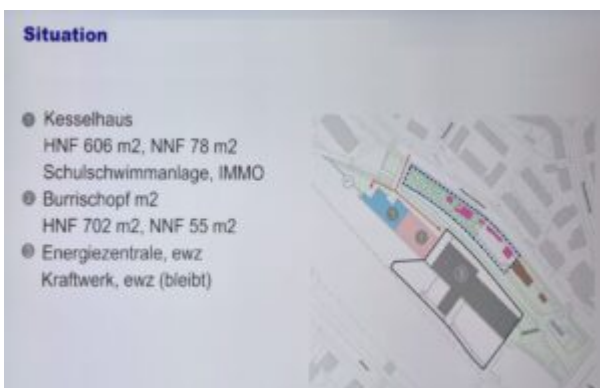 Situation
Kesselhaus
HNF 606 m2, NNF 78 m2
Schulschwimmanlage, IMMO
Burrischopf m2
HNF 702 m2, NNF 55 m2
Energiezentrale, ewz
Kraftwerk, ewz (bleibt)